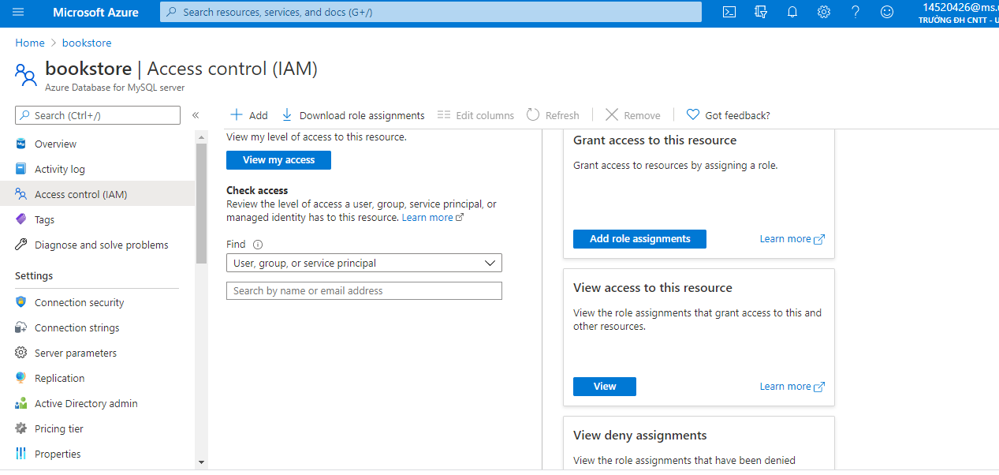 Microsoft Azure
Search resources, services, and docs (G+/)
14520426@ms.
TRƯỜNG ĐH CNTT - U
Home > bookstore
bookstore | Access control (IAM)
Azure Database for MySQL server
Search (Ctrl+/)
«
Overview
Activity log
Access control (IAM)
Tags
Diagnose and solve problems
Settings
Connection security
Connection strings
Server parameters
Replication
Active Directory admin
Pricing tier
Properties
Add
Download role assignments
Edit columns
Refresh
Remove
Got feedback?
View my level of access to this resource.
View my access
Check access
Review the level of access a user, group, service principal, or
managed identity has to this resource. Learn more
Find
User, group, or service principal
Search by name or email address
Grant access to this resource
Grant access to resources by assigning a role.
Add role assignments
Learn more
View access to this resource
View the role assignments that grant access to this and
other resources.
View
Learn more
View deny assignments
View the role assignments that have been denied